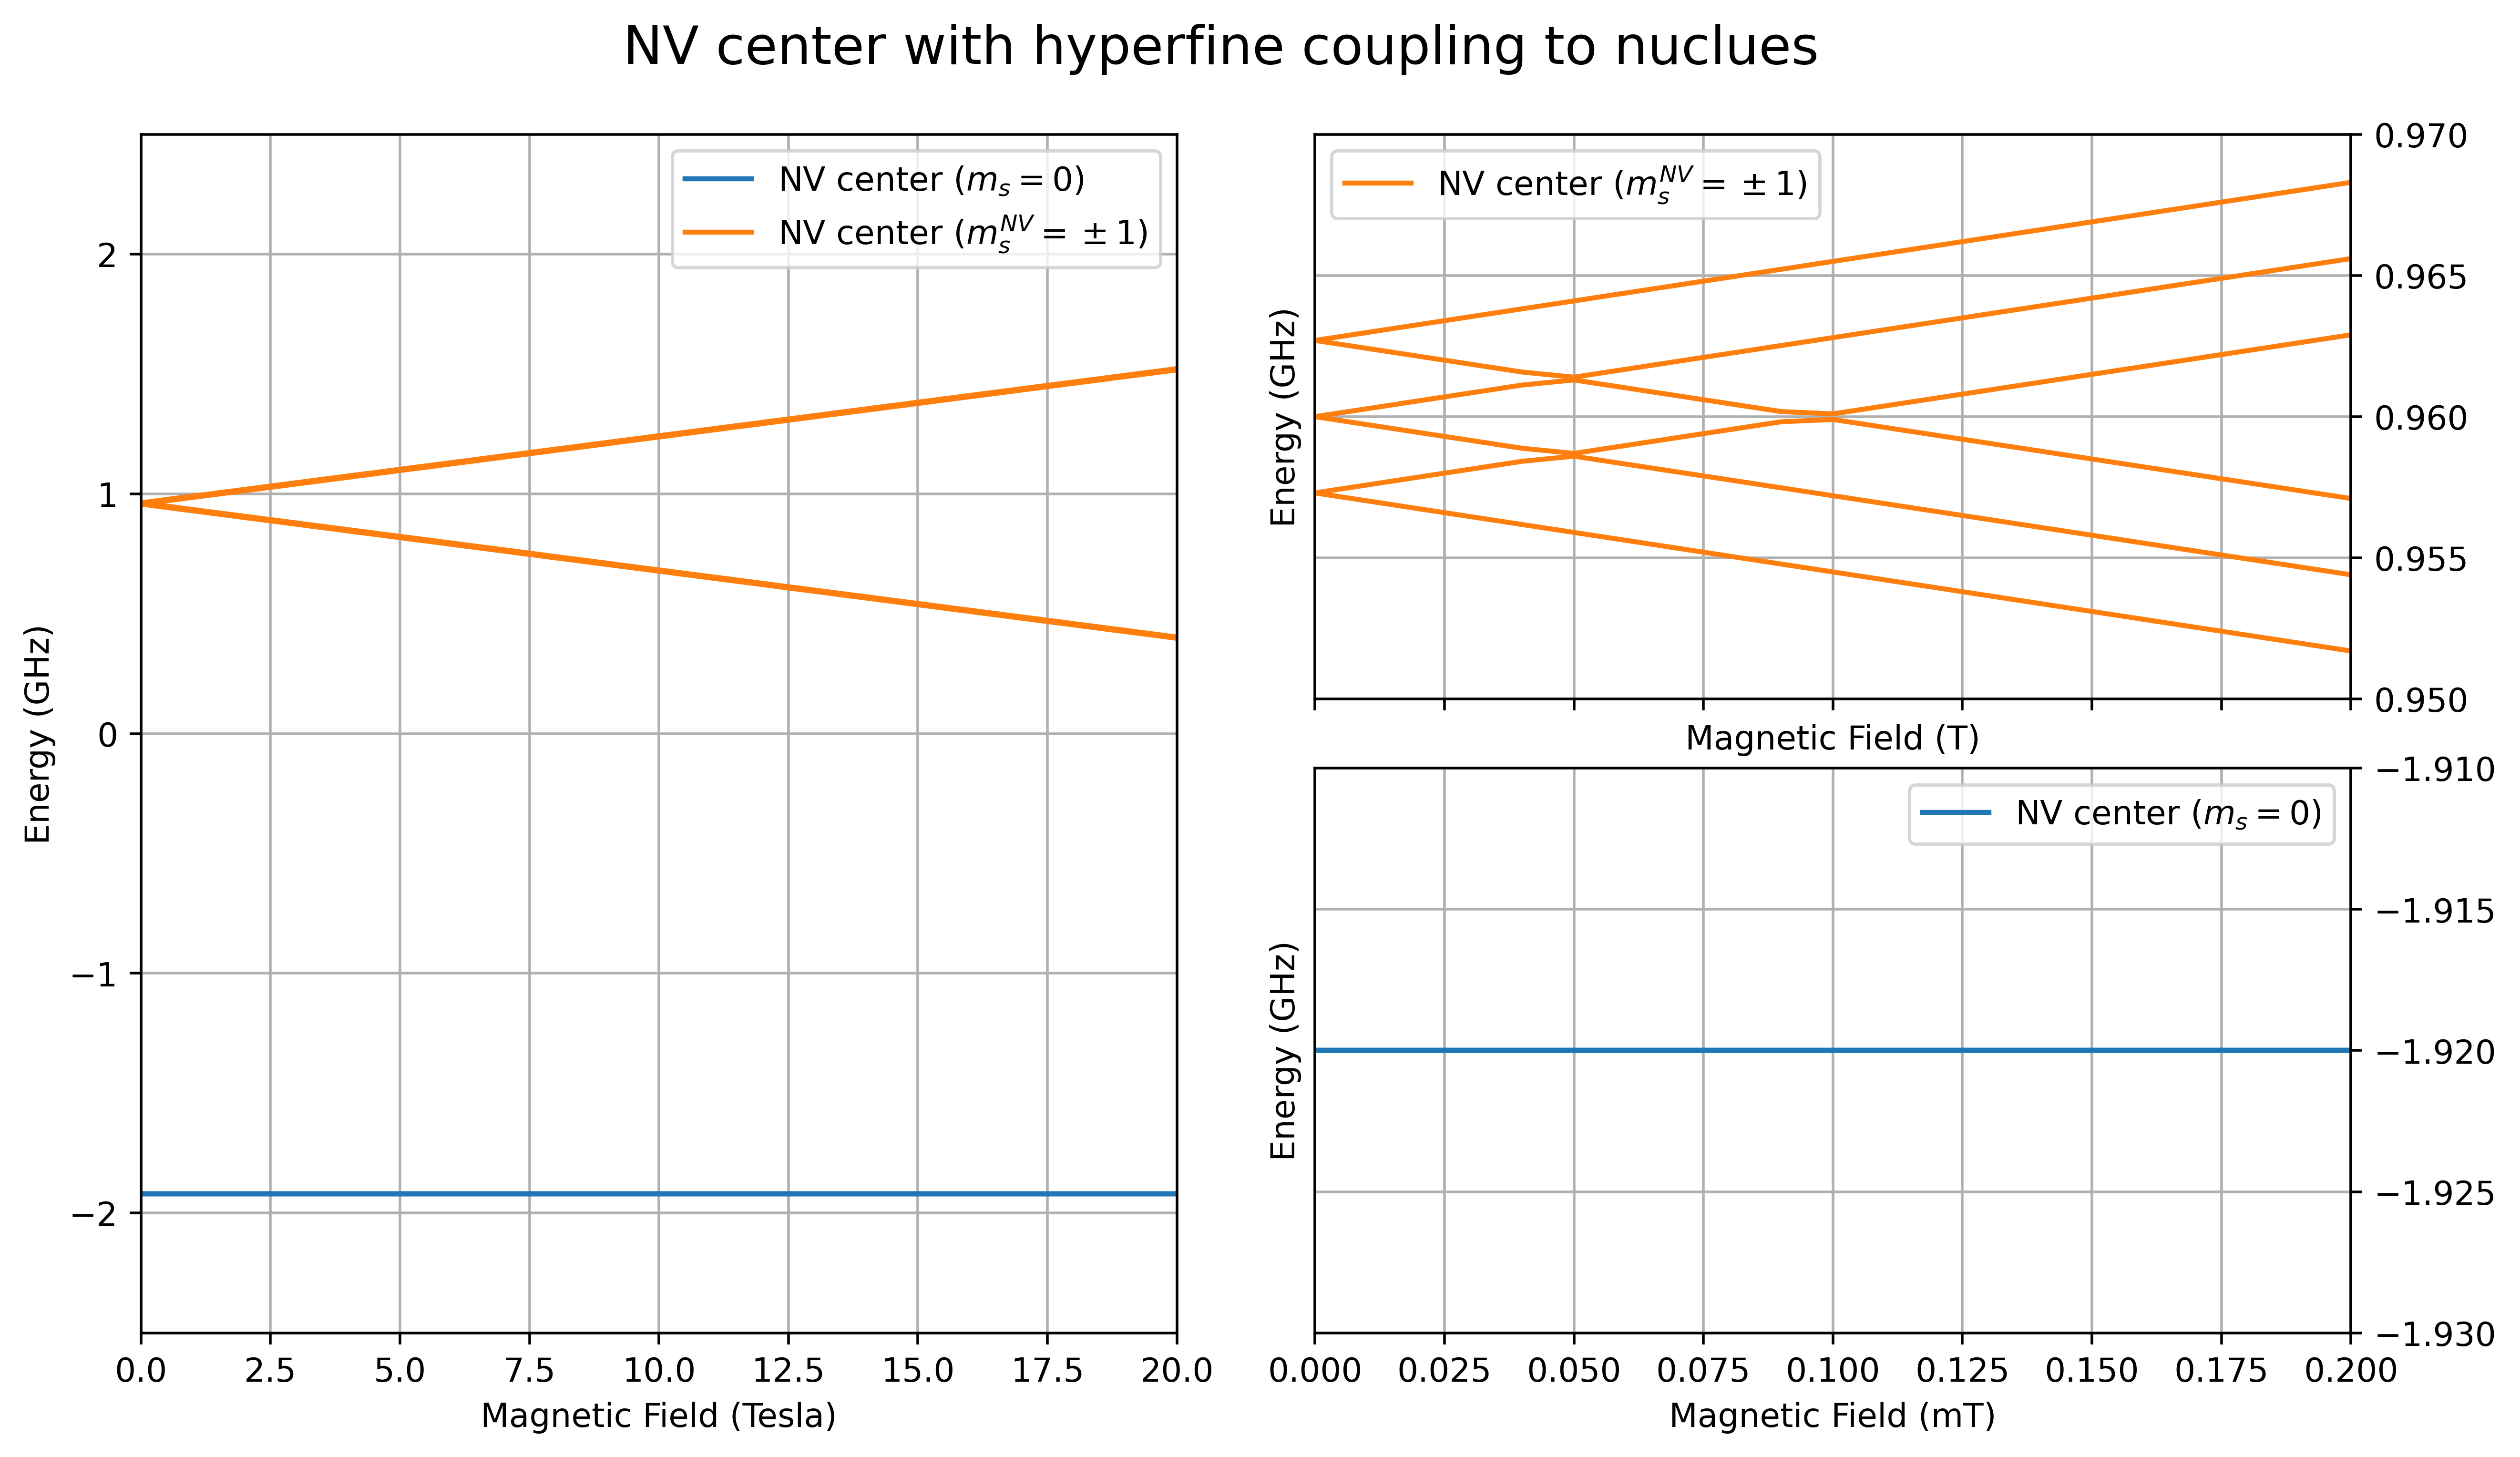 NV center with hyperfine coupling to nuclues
NV center (m_s = 0)
NV center (m_s^{NV} = ±1)
2
1
0
−1
−2
Energy (GHz)
0.0 2.5 5.0 7.5 10.0 12.5 15.0 17.5 20.0
Magnetic Field (Tesla)
NV center (m_s^{NV} = ±1)
Energy (GHz)
0.970
0.965
0.960
0.955
0.950
Magnetic Field (T)
NV center (m_s = 0)
Energy (GHz)
−1.910
−1.915
−1.920
−1.925
−1.930
0.000 0.025 0.050 0.075 0.100 0.125 0.150 0.175 0.200
Magnetic Field (mT)